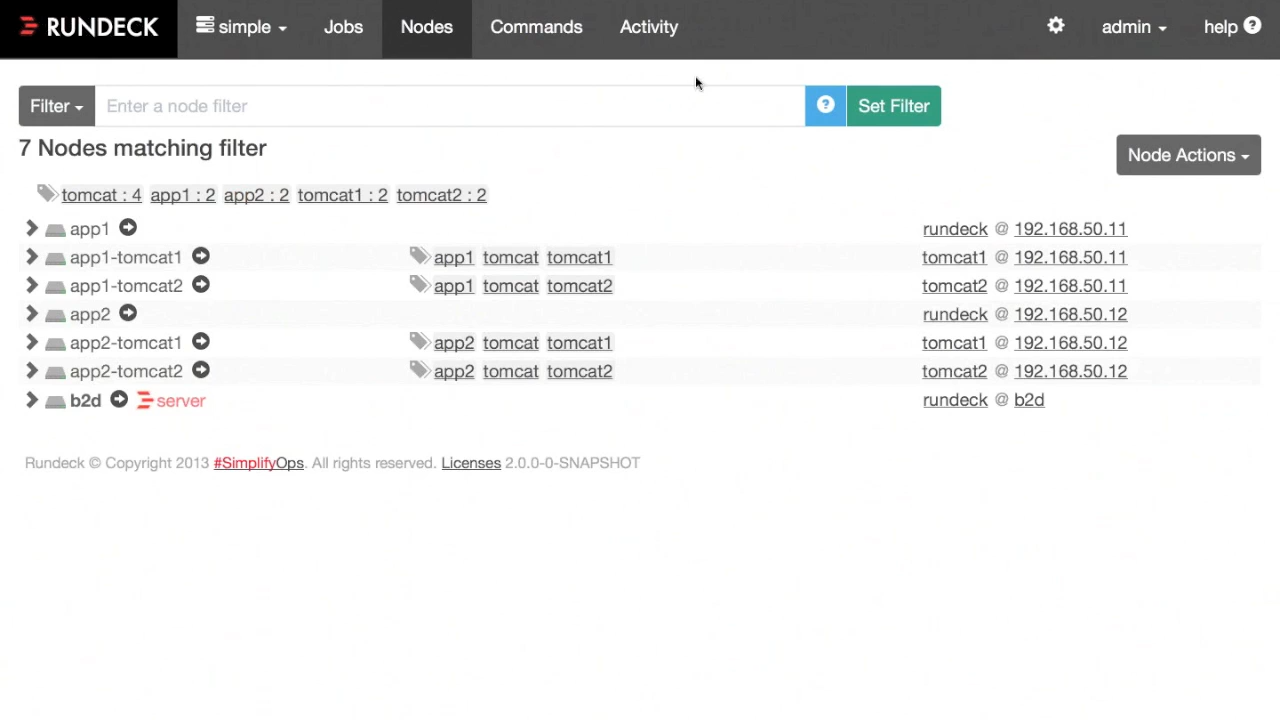 RUNDECK simple Jobs Nodes Commands Activity admin help ?
Filter Enter a node filter ? Set Filter
7 Nodes matching filter
Node Actions
tomcat : 4 app1 : 2 app2 : 2 tomcat1 : 2 tomcat2 : 2
app1 rundeck @ 192.168.50.11
app1-tomcat1 app1 tomcat tomcat1 tomcat1 @ 192.168.50.11
app1-tomcat2 app1 tomcat tomcat2 tomcat2 @ 192.168.50.11
app2 rundeck @ 192.168.50.12
app2-tomcat1 app2 tomcat tomcat1 tomcat1 @ 192.168.50.12
app2-tomcat2 app2 tomcat tomcat2 tomcat2 @ 192.168.50.12
b2d server rundeck @ b2d
Rundeck © Copyright 2013 #SimplifyOps. All rights reserved. Licenses 2.0.0-0-SNAPSHOT